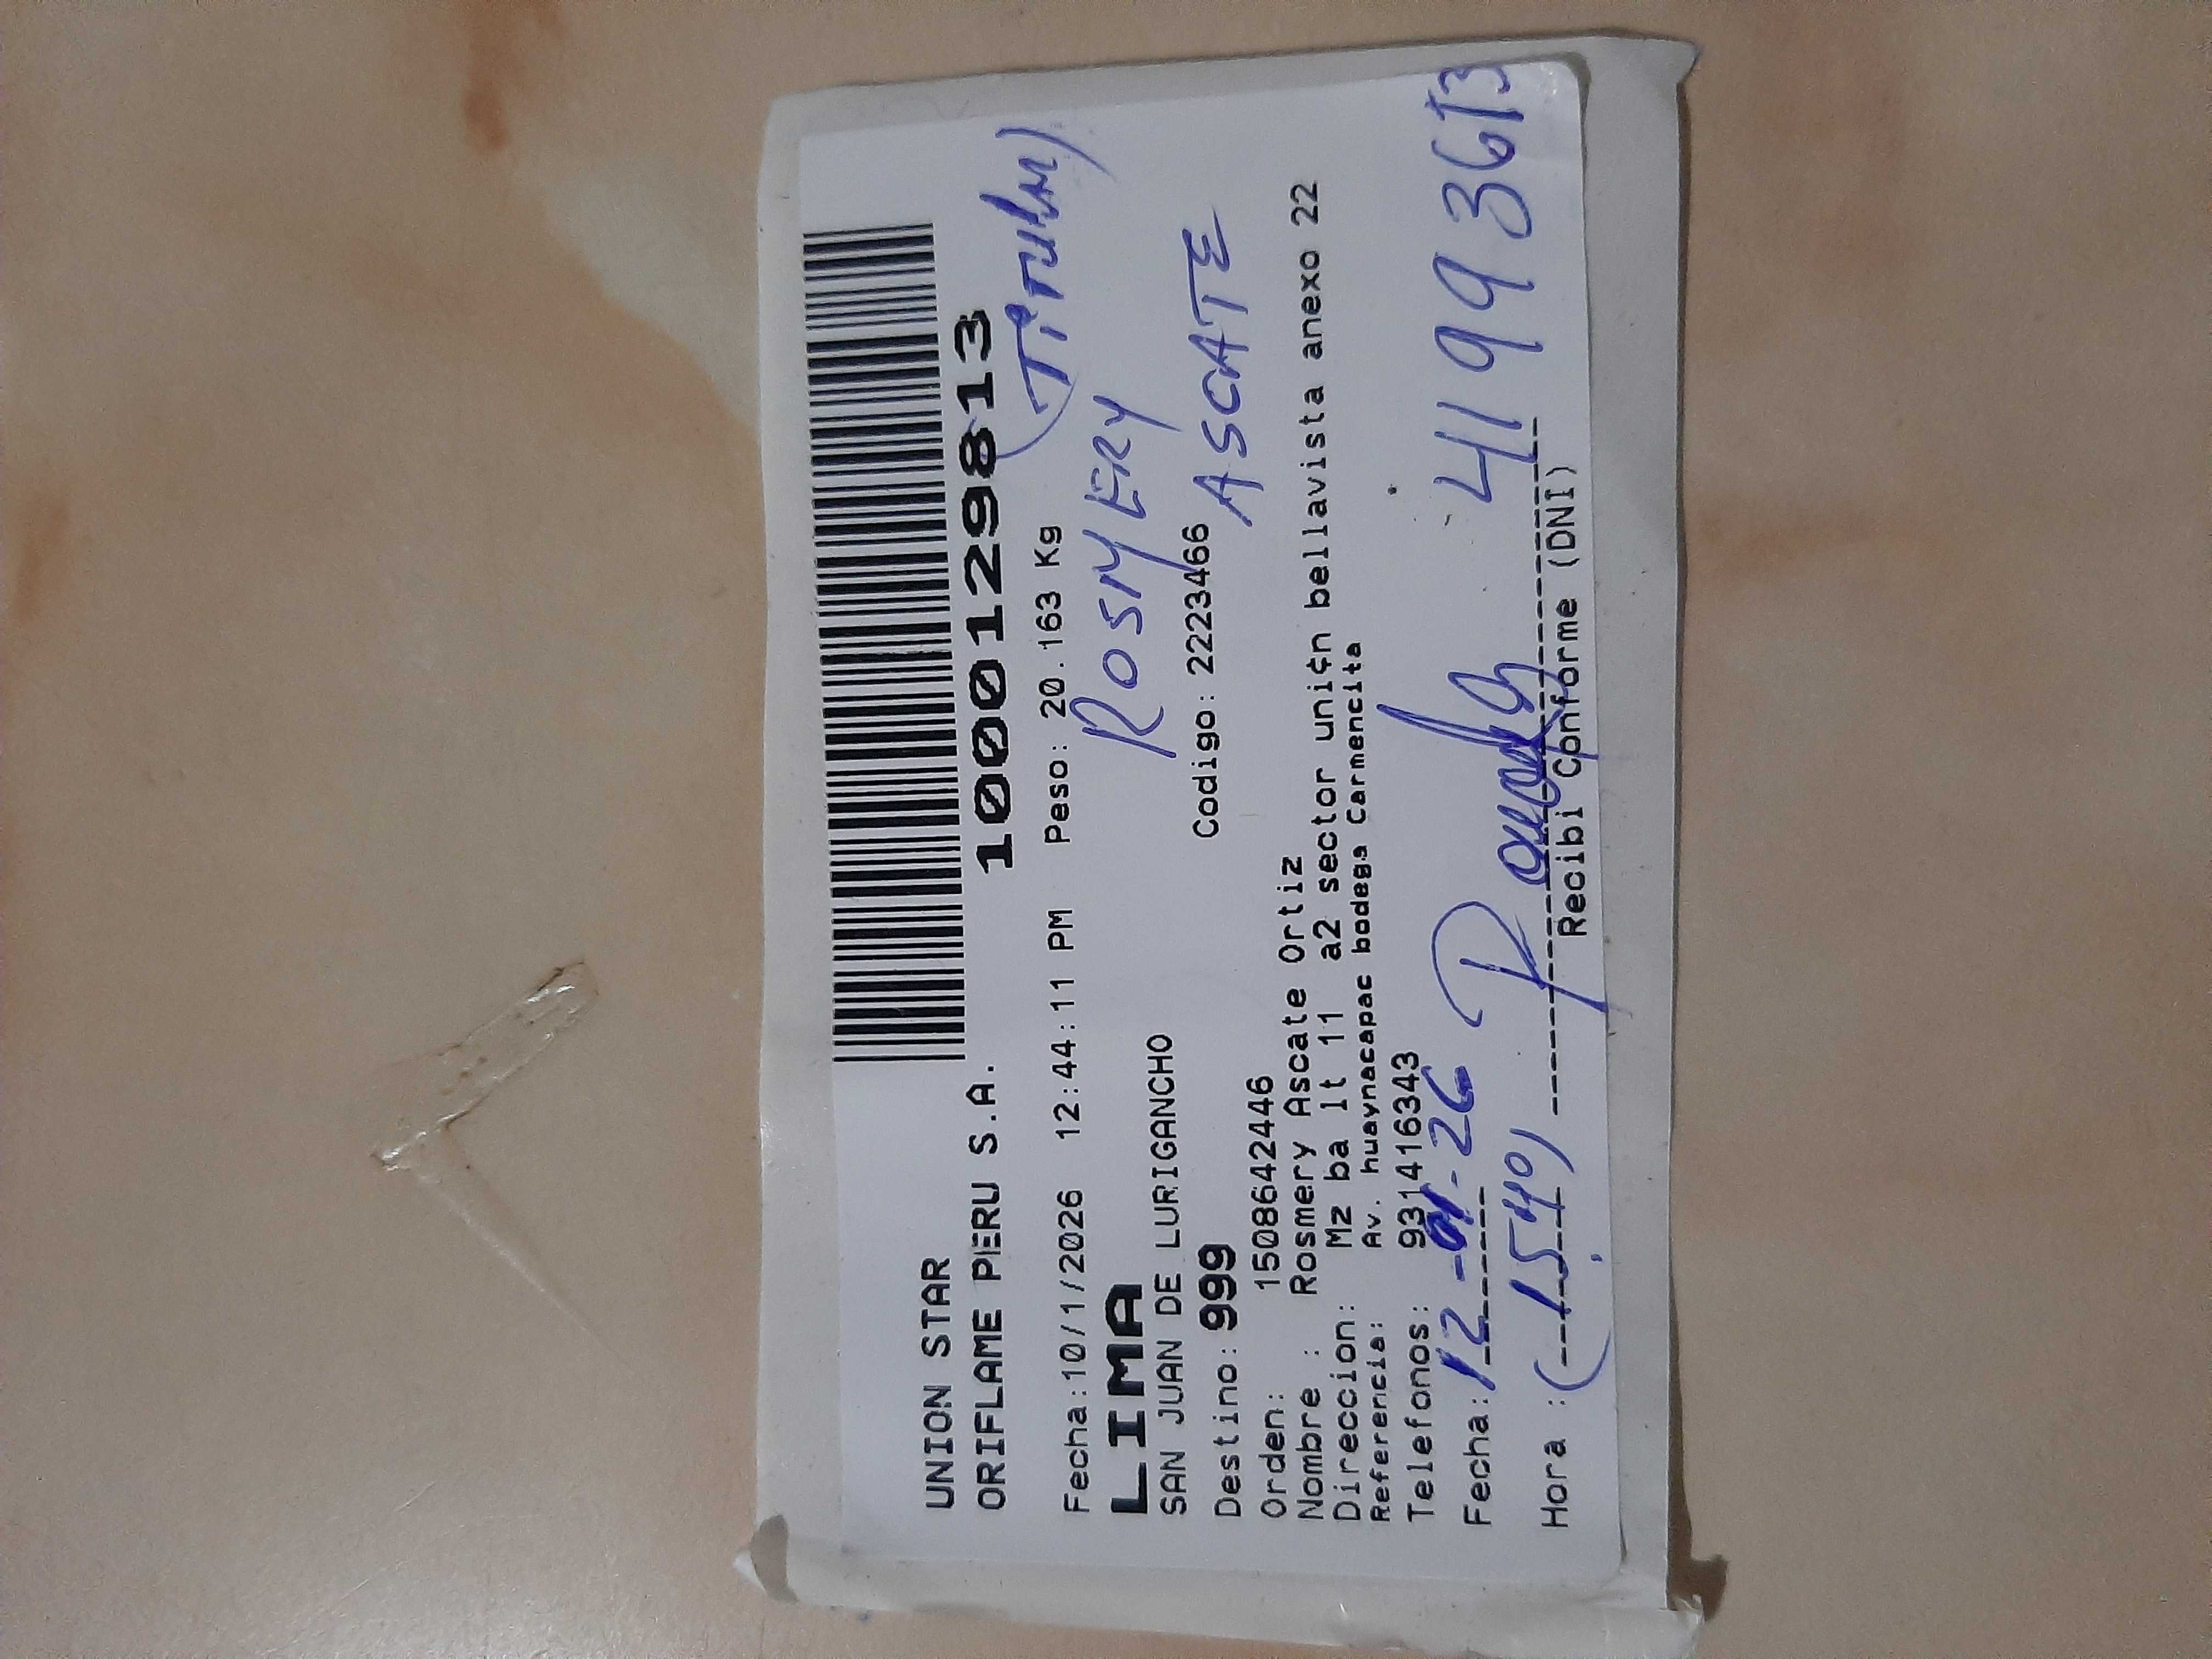 UNION STAR
ORIFLAME PERU S.A. 1000129813
(Titular)
Fecha:10/1/2026 12:44:11 PM Peso: 20.163 Kg
LIMA ROSMERY
SAN JUAN DE LURIGANCHO
Destino: 999 Codigo: 2223466 ASCATE
Orden: 1508642446
Nombre : Rosmery Ascate Ortiz
Direccion: Mz ba lt 11 a2 sector uni¢n bellavista anexo 22
Referencia: Av. huaynacapac bodega Carmencita
Telefonos: 931416343
Fecha: 12-01-26
Hora : (1540)
Recibi Conforme (DNI)